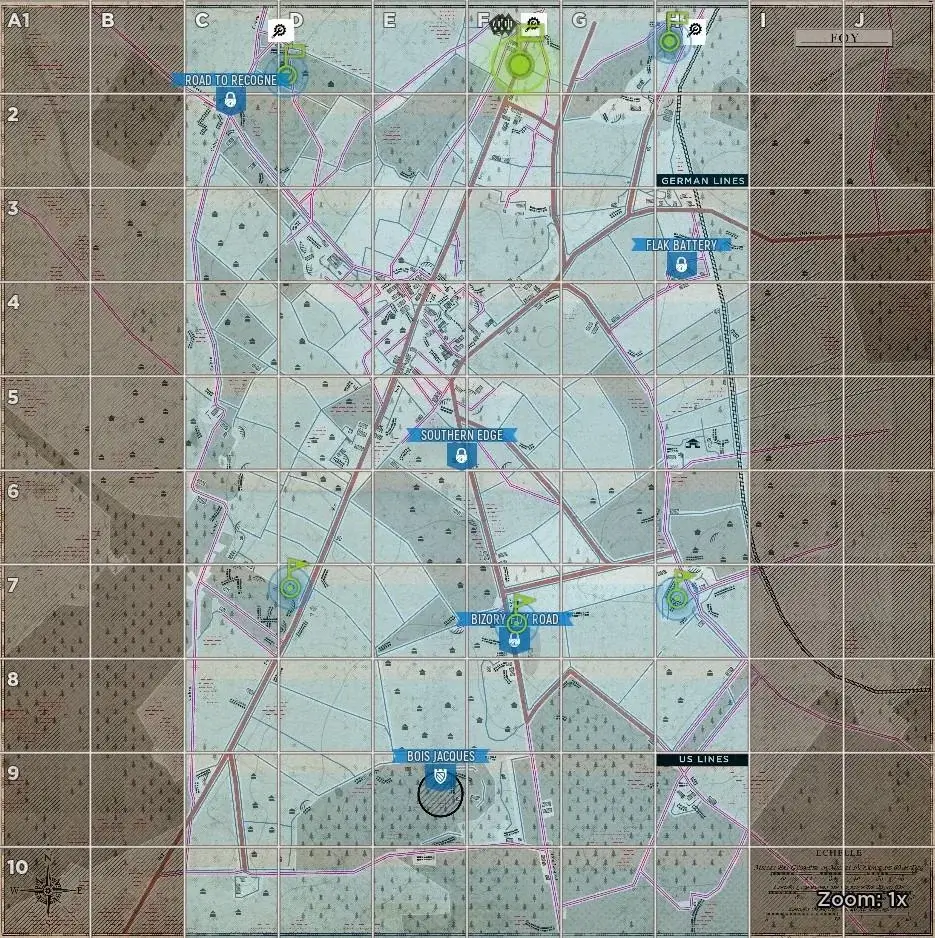 A1 B C D E F G H I J
FOY
ROAD TO RECOGNE
2
GERMAN LINES
3
FLAK BATTERY
4
5
SOUTHERN EDGE
6
7
BIZORY ROAD
8
BOIS JACQUES
US LINES
9
10
N
W E
ECHELLE
Zoom: 1x